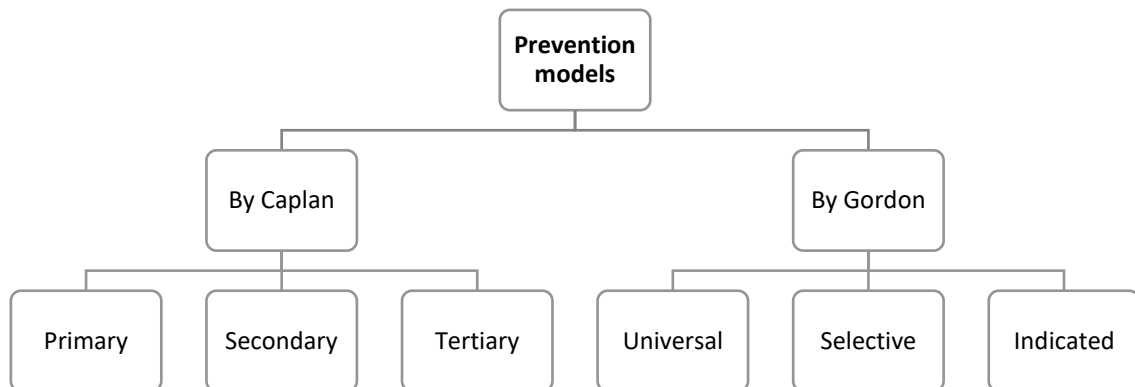 Prevention
models
By Caplan
By Gordon
Primary
Secondary
Tertiary
Universal
Selective
Indicated